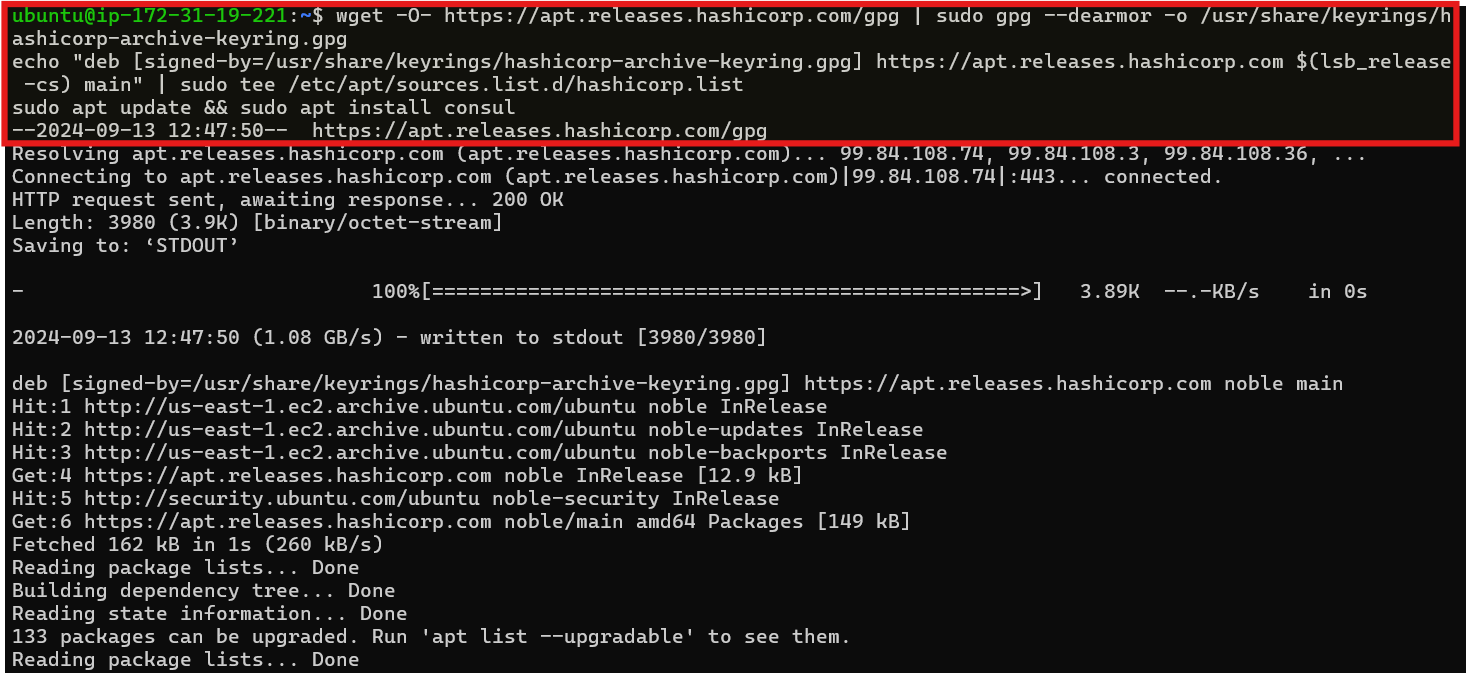 ubuntu@ip-172-31-19-221:~$ wget -O- https://apt.releases.hashicorp.com/gpg | sudo gpg --dearmor -o /usr/share/keyrings/h
ashicorp-archive-keyring.gpg
echo "deb [signed-by=/usr/share/keyrings/hashicorp-archive-keyring.gpg] https://apt.releases.hashicorp.com $(lsb_release
 -cs) main" | sudo tee /etc/apt/sources.list.d/hashicorp.list
sudo apt update && sudo apt install consul
--2024-09-13 12:47:50--  https://apt.releases.hashicorp.com/gpg
Resolving apt.releases.hashicorp.com (apt.releases.hashicorp.com)... 99.84.108.74, 99.84.108.3, 99.84.108.36, ...
Connecting to apt.releases.hashicorp.com (apt.releases.hashicorp.com)|99.84.108.74|:443... connected.
HTTP request sent, awaiting response... 200 OK
Length: 3980 (3.9K) [binary/octet-stream]
Saving to: ‘STDOUT’

-                             100%[=================================================>]   3.89K  --.-KB/s    in 0s

2024-09-13 12:47:50 (1.08 GB/s) - written to stdout [3980/3980]

deb [signed-by=/usr/share/keyrings/hashicorp-archive-keyring.gpg] https://apt.releases.hashicorp.com noble main
Hit:1 http://us-east-1.ec2.archive.ubuntu.com/ubuntu noble InRelease
Hit:2 http://us-east-1.ec2.archive.ubuntu.com/ubuntu noble-updates InRelease
Hit:3 http://us-east-1.ec2.archive.ubuntu.com/ubuntu noble-backports InRelease
Get:4 https://apt.releases.hashicorp.com noble InRelease [12.9 kB]
Hit:5 http://security.ubuntu.com/ubuntu noble-security InRelease
Get:6 https://apt.releases.hashicorp.com noble/main amd64 Packages [149 kB]
Fetched 162 kB in 1s (260 kB/s)
Reading package lists... Done
Building dependency tree... Done
Reading state information... Done
133 packages can be upgraded. Run 'apt list --upgradable' to see them.
Reading package lists... Done